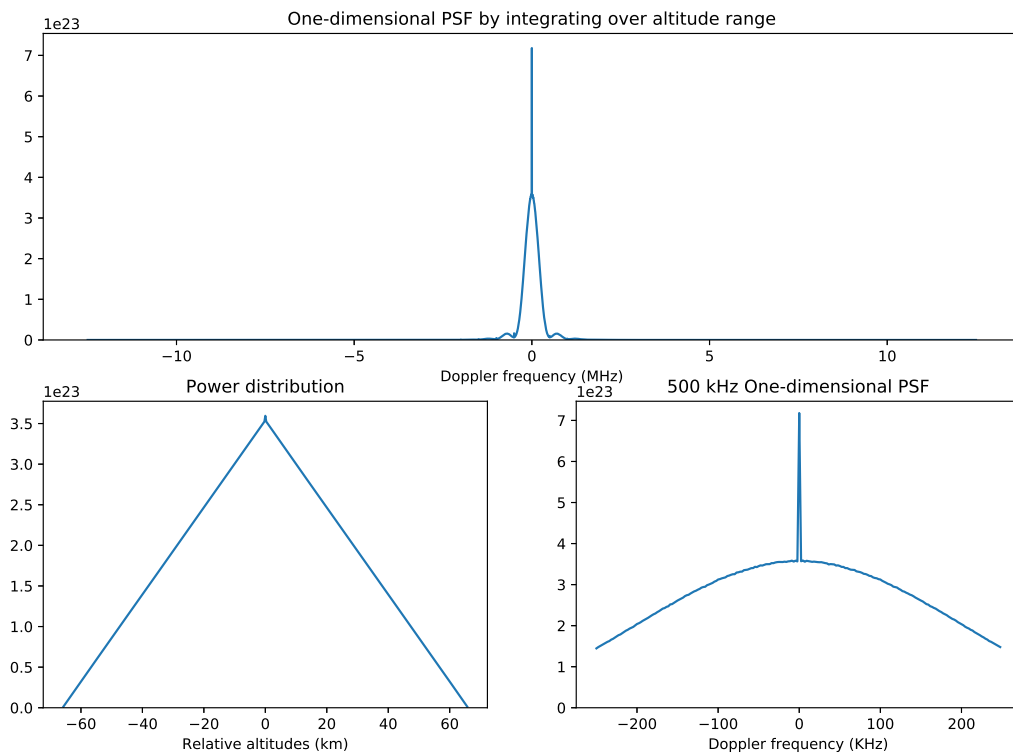 One-dimensional PSF by integrating over altitude range
1e23
7
6
5
4
3
2
1
0
−10 −5 0 5 10
Doppler frequency (MHz)
Power distribution
1e23
3.5
3.0
2.5
2.0
1.5
1.0
0.5
0.0
−60 −40 −20 0 20 40 60
Relative altitudes (km)
500 kHz One-dimensional PSF
1e23
7
6
5
4
3
2
1
0
−200 −100 0 100 200
Doppler frequency (KHz)